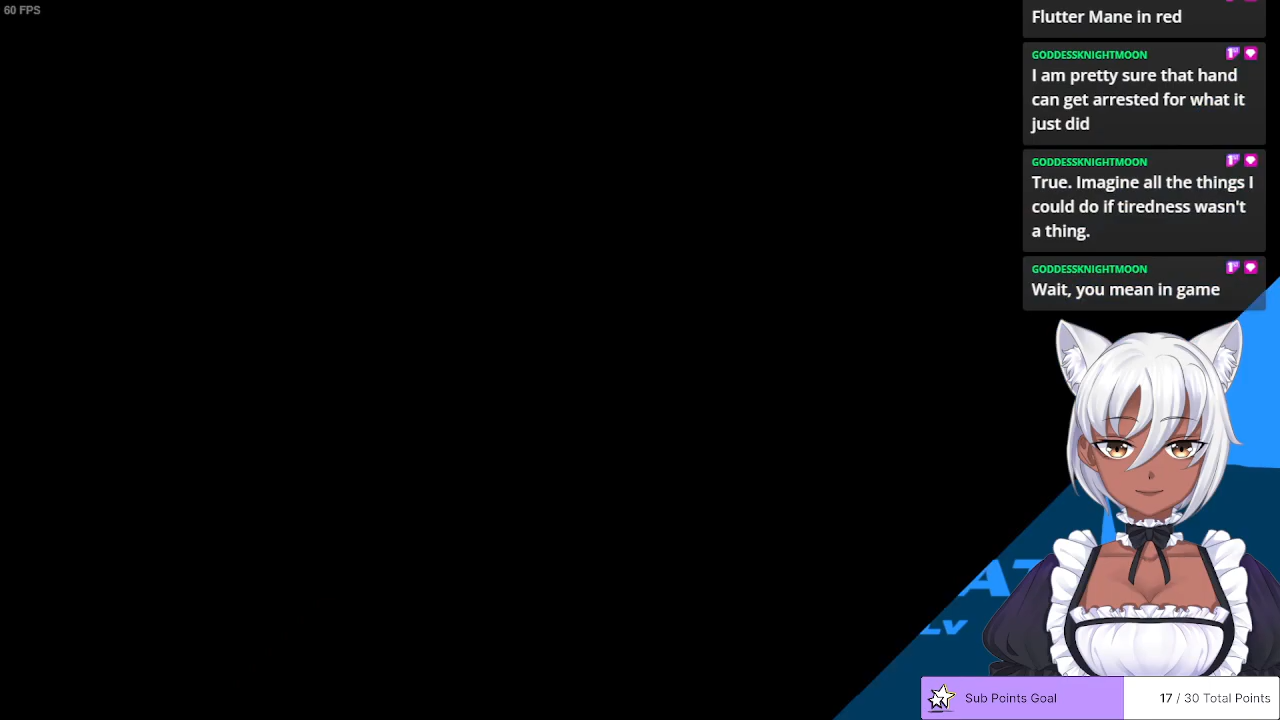 60 FPS
Flutter Mane in red
GODDESSKNIGHTMOON
I am pretty sure that hand
can get arrested for what it
just did
GODDESSKNIGHTMOON
True. Imagine all the things I
could do if tiredness wasn't
a thing.
GODDESSKNIGHTMOON
Wait, you mean in game
Sub Points Goal
17 / 30 Total Points